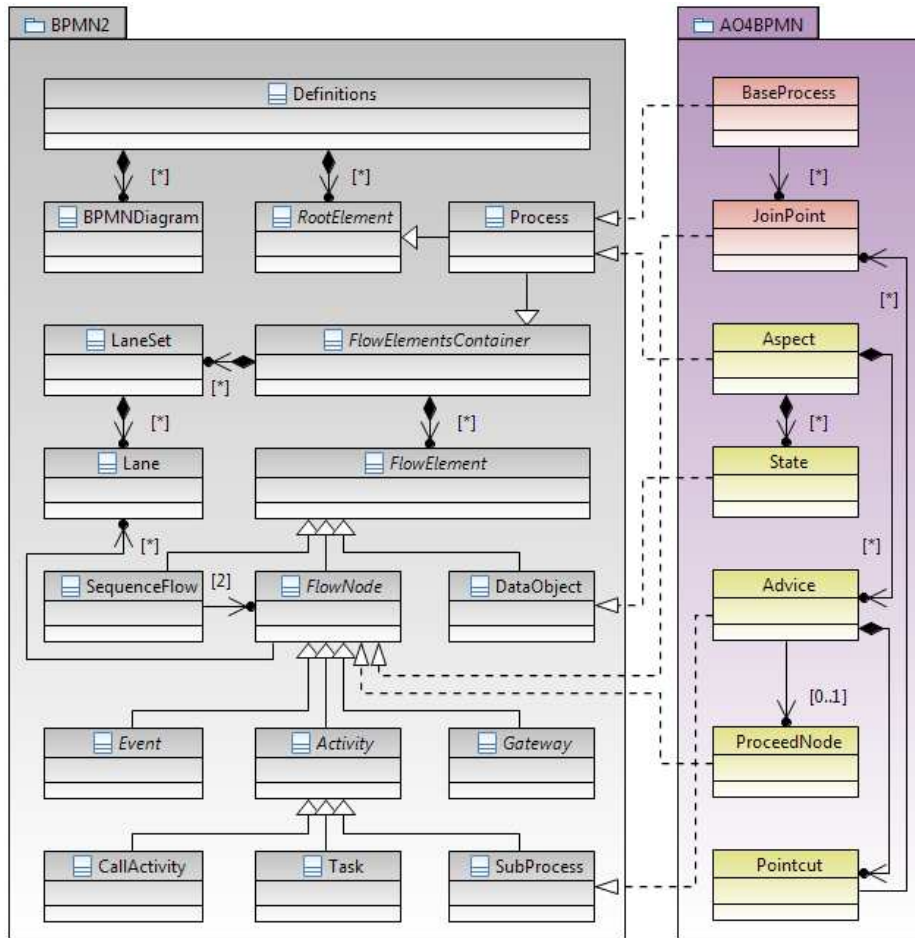 BPMN2
AO4BPMN
Definitions
BaseProcess
[*]
[*]
[*]
BPMNDiagram
RootElement
Process
JoinPoint
[*]
LaneSet
FlowElementsContainer
Aspect
[*]
[*]
[*]
[*]
Lane
FlowElement
State
[*]
[*]
SequenceFlow
[2]
FlowNode
DataObject
Advice
[0..1]
Event
Activity
Gateway
ProceedNode
CallActivity
Task
SubProcess
Pointcut